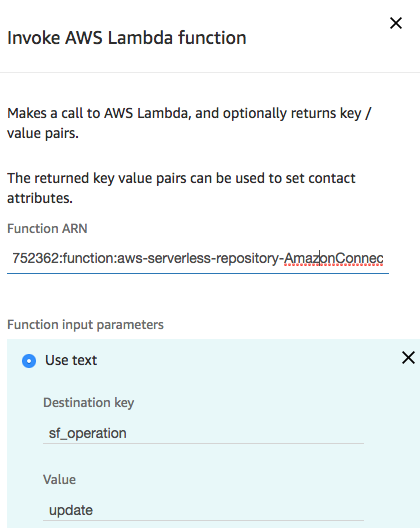 Invoke AWS Lambda function
Makes a call to AWS Lambda, and optionally returns key /
value pairs.
The returned key value pairs can be used to set contact
attributes.
Function ARN
752362:function:aws-serverless-repository-AmazonConnec
Function input parameters
Use text
Destination key
sf_operation
Value
update